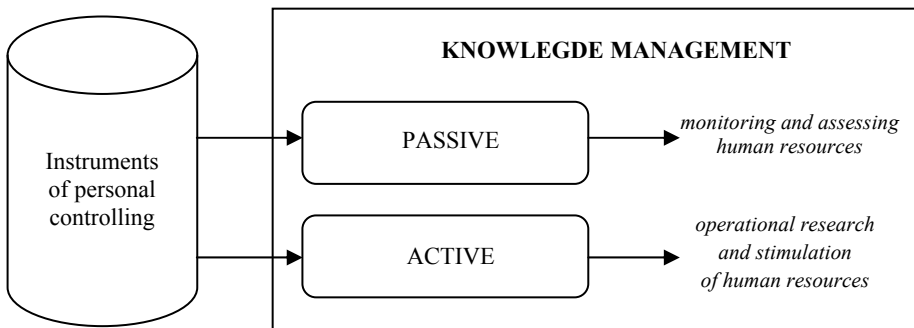 KNOWLEGDE MANAGEMENT
Instruments
of personal
controlling
PASSIVE
monitoring and assessing
human resources
ACTIVE
operational research
and stimulation
of human resources